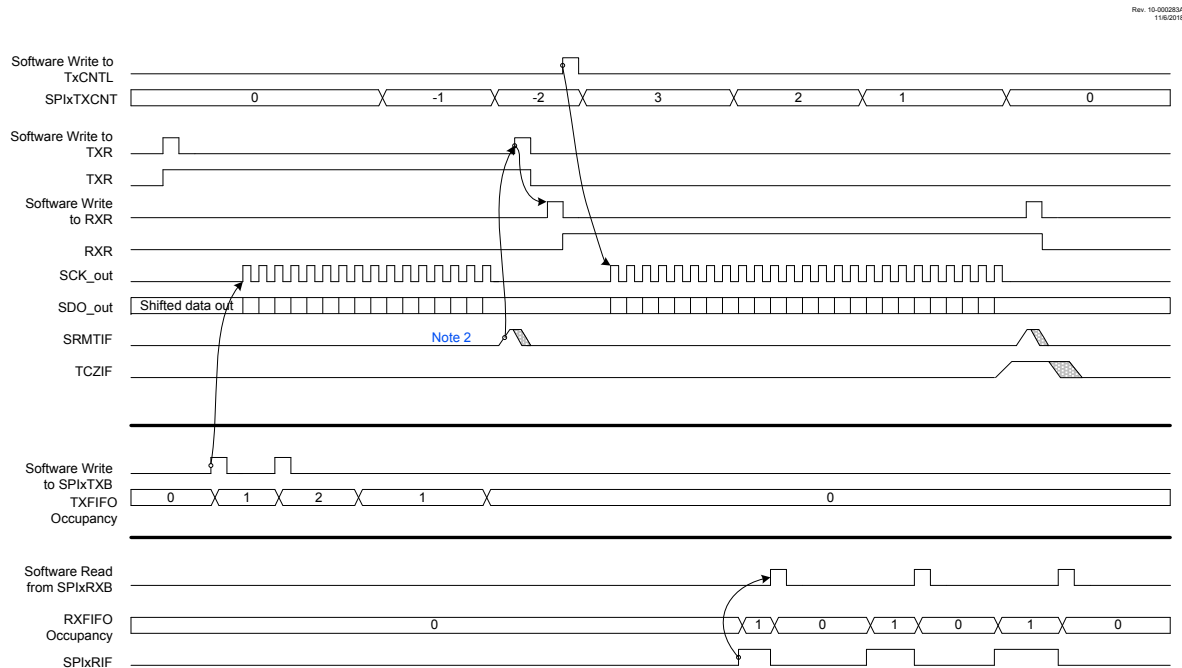 Rev. 10-000283A
11/6/2018
Software Write to
TxCNTL
SPIxTXCNT 0 -1 -2 3 2 1 0
Software Write to
TXR
TXR
Software Write
to RXR
RXR
SCK_out
SDO_out Shifted data out
SRMTIF Note 2
TCZIF
Software Write
to SPIxTXB
TXFIFO 0 1 2 1 0
Occupancy
Software Read
from SPIxRXB
RXFIFO 0 1 0 1 0 1 0
Occupancy
SPIxRIF